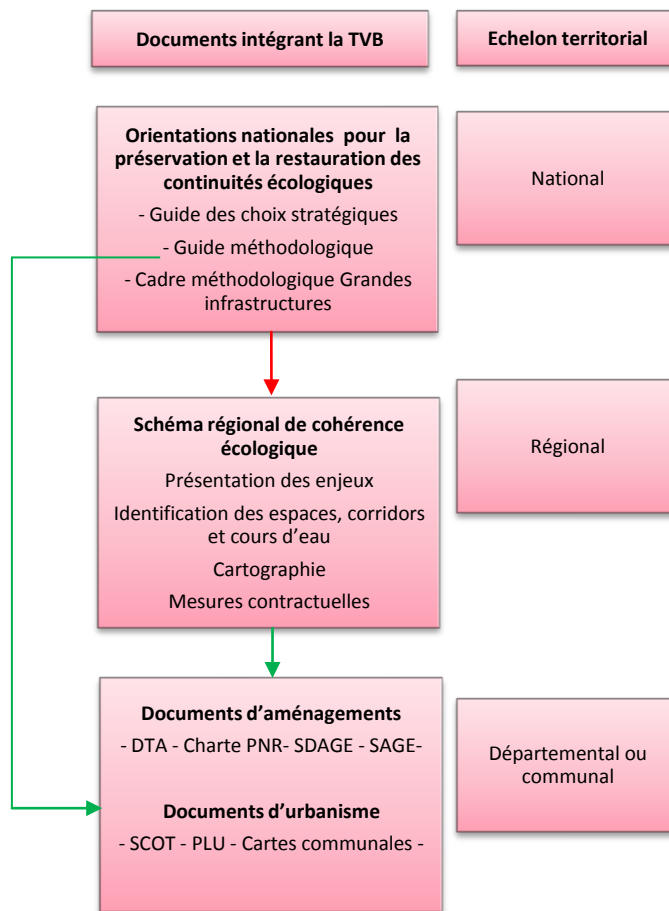 Documents intégrant la TVB
Echelon territorial
Orientations nationales pour la
préservation et la restauration des
continuités écologiques
- Guide des choix stratégiques
- Guide méthodologique
- Cadre méthodologique Grandes
infrastructures
National
Schéma régional de cohérence
écologique
Présentation des enjeux
Identification des espaces, corridors
et cours d'eau
Cartographie
Mesures contractuelles
Régional
Documents d'aménagements
- DTA - Charte PNR- SDAGE - SAGE-
Documents d'urbanisme
- SCOT - PLU - Cartes communales -
Départemental ou
communal